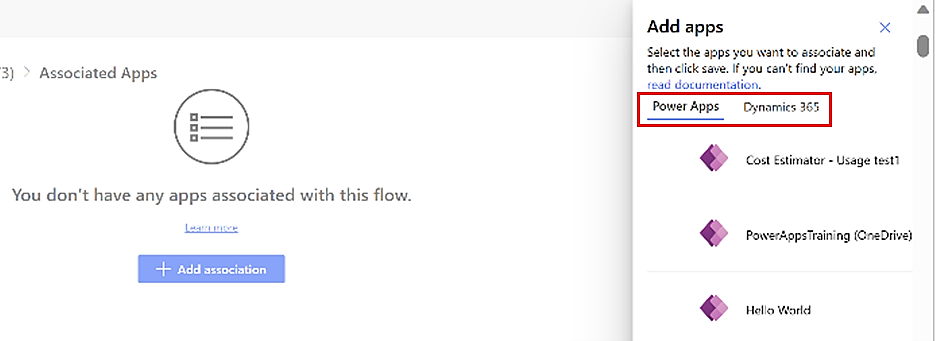 /3) > Associated Apps
You don't have any apps associated with this flow.
Learn more
+ Add association
Add apps
Select the apps you want to associate and
then click save. If you can't find your apps,
read documentation.
Power Apps Dynamics 365
Cost Estimator - Usage test1
PowerAppsTraining (OneDrive)
Hello World